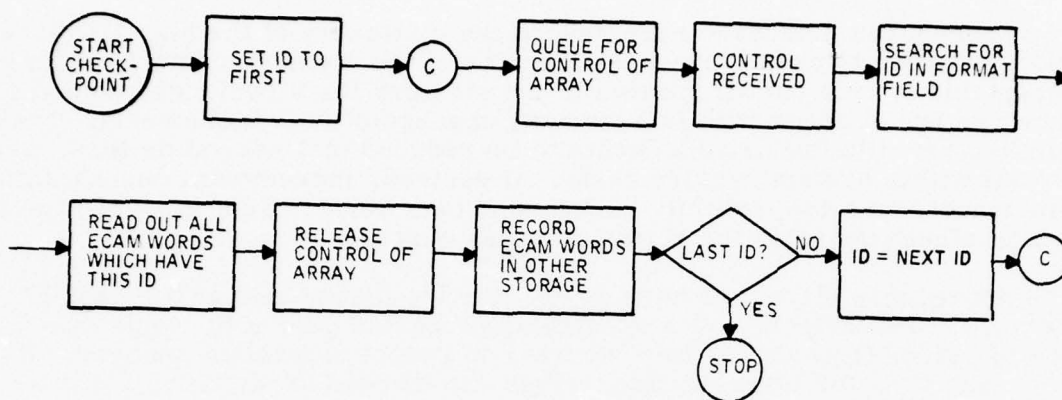 START
CHECK-
POINT
SET ID TO
FIRST
C
QUEUE FOR
CONTROL OF
ARRAY
CONTROL
RECEIVED
SEARCH FOR
ID IN FORMAT
FIELD
READ OUT ALL
ECAM WORDS
WHICH HAVE
THIS ID
RELEASE
CONTROL OF
ARRAY
RECORD
ECAM WORDS
IN OTHER
STORAGE
LAST ID?
NO
YES
STOP
ID = NEXT ID
C